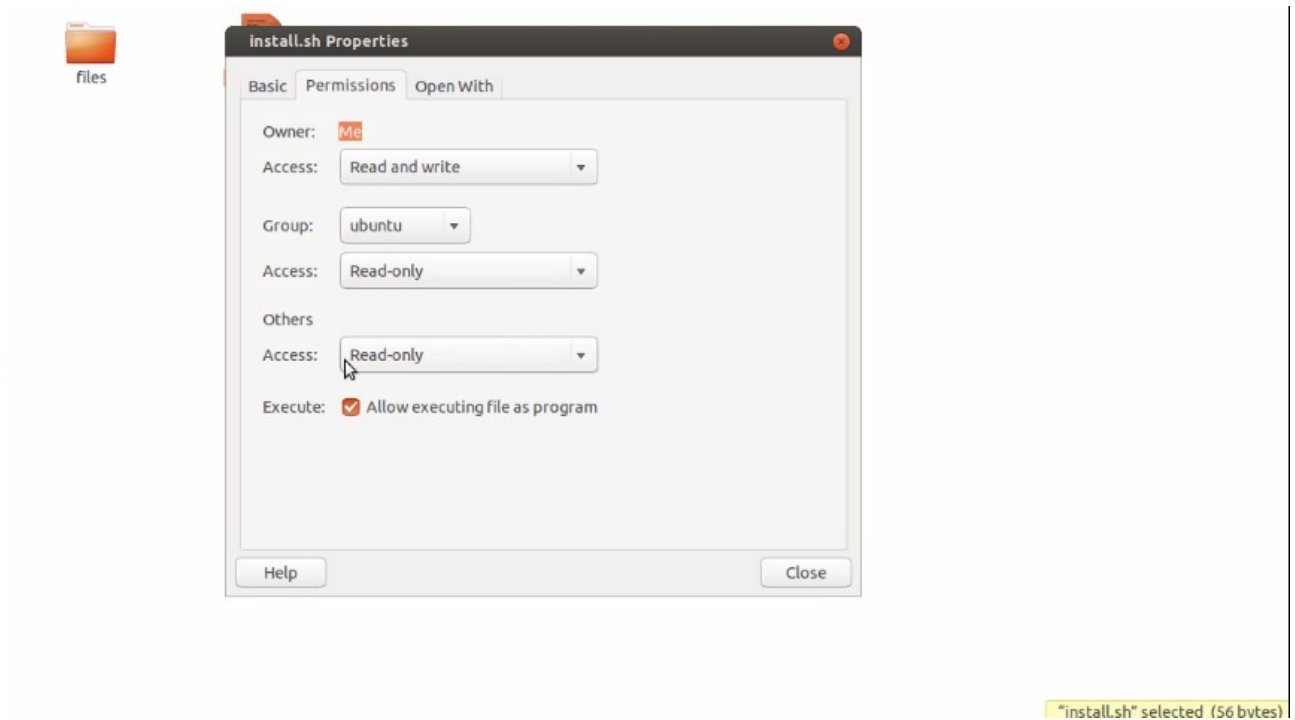 files
install.sh Properties
Basic Permissions Open With
Owner: Me
Access: Read and write
Group: ubuntu
Access: Read-only
Others
Access: Read-only
Execute: Allow executing file as program
Help Close
"install.sh" selected (56 bytes)